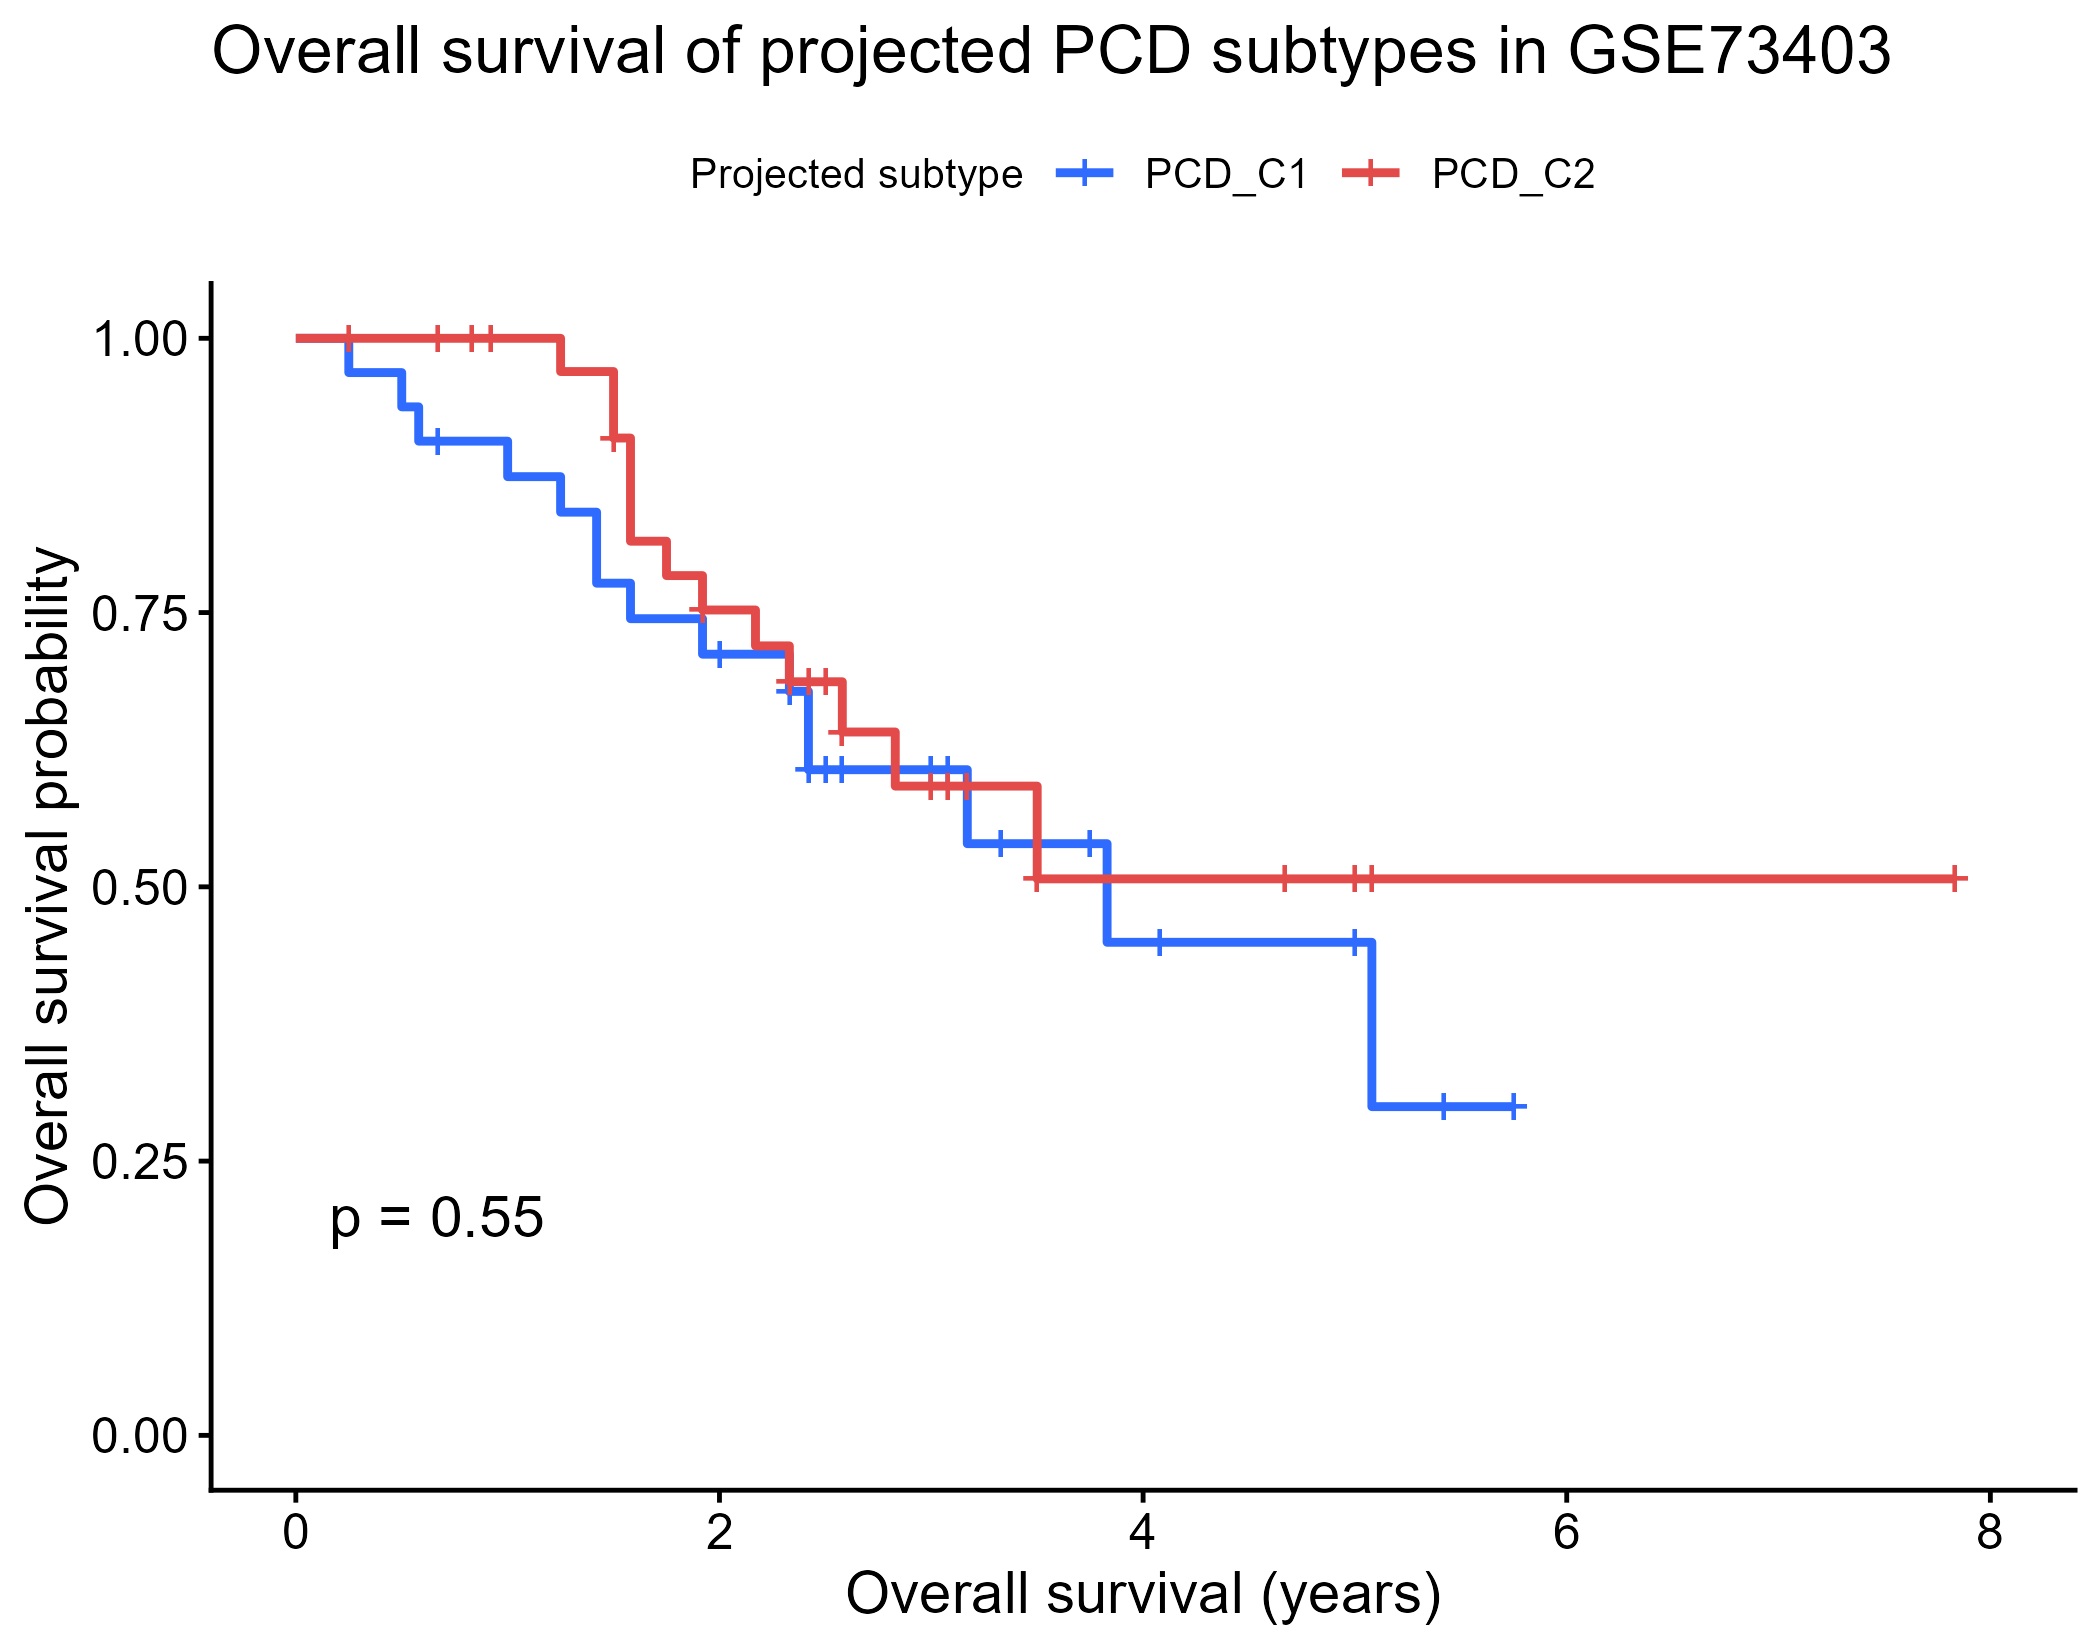 Overall survival of projected PCD subtypes in GSE73403
Projected subtype PCD_C1 PCD_C2
Overall survival probability
1.00
0.75
0.50
0.25
0.00
p = 0.55
0 2 4 6 8
Overall survival (years)